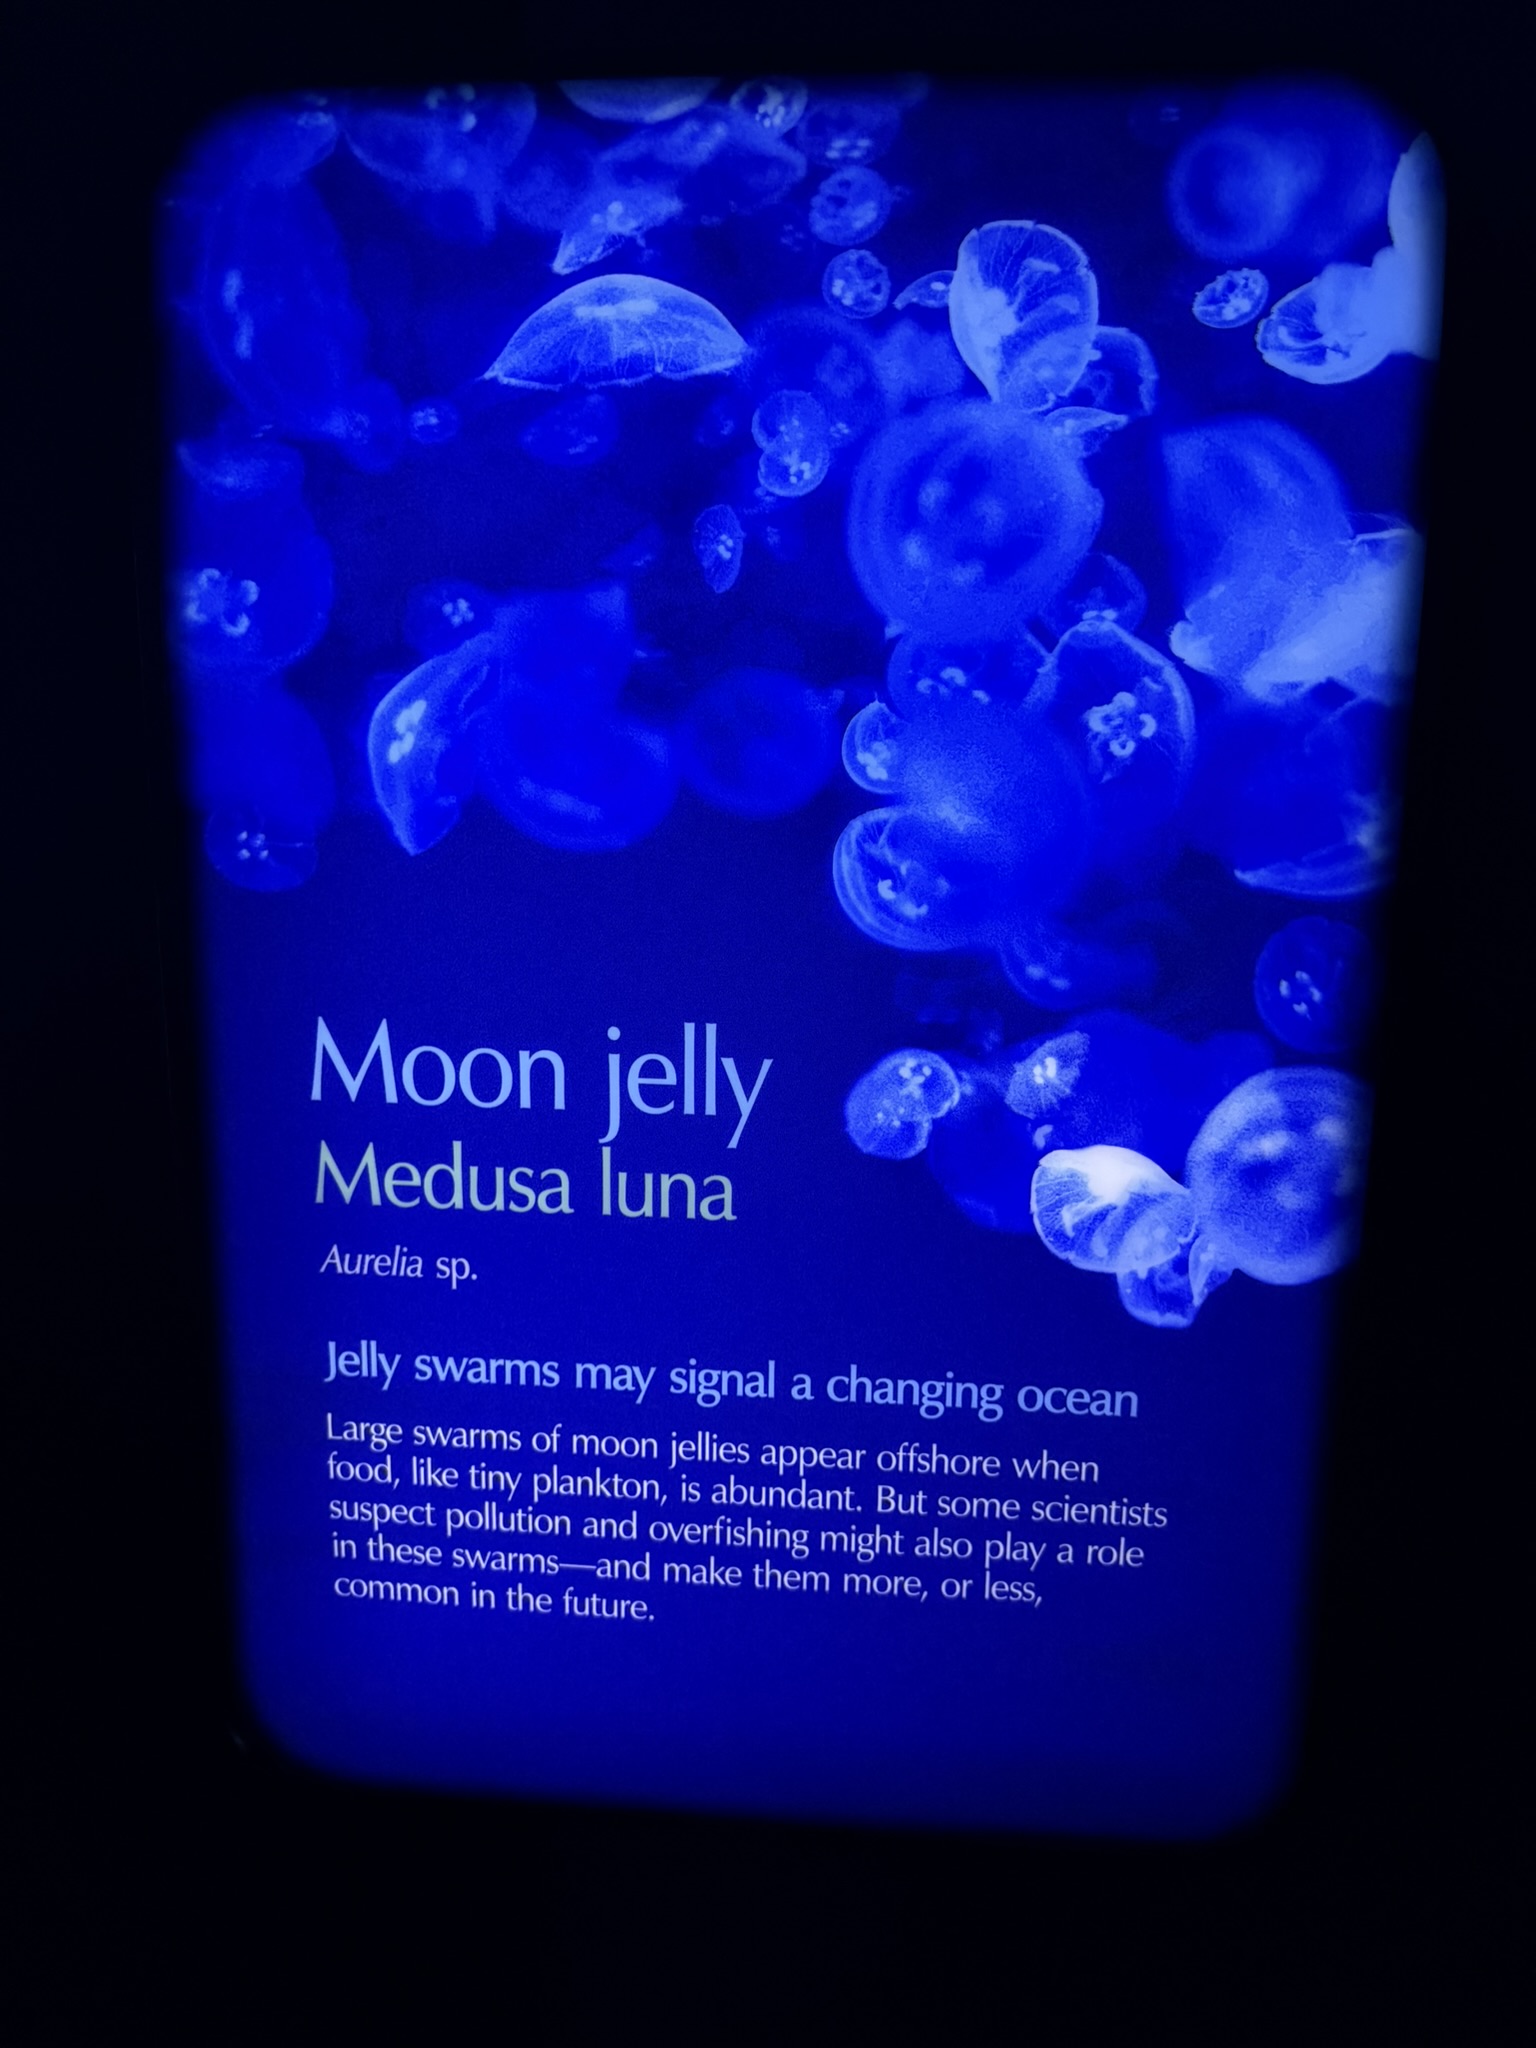 Moon jelly
Medusa luna
Aurelia sp.
Jelly swarms may signal a changing ocean
Large swarms of moon jellies appear offshore when
food, like tiny plankton, is abundant. But some scientists
suspect pollution and overfishing might also play a role
in these swarms—and make them more, or less,
common in the future.